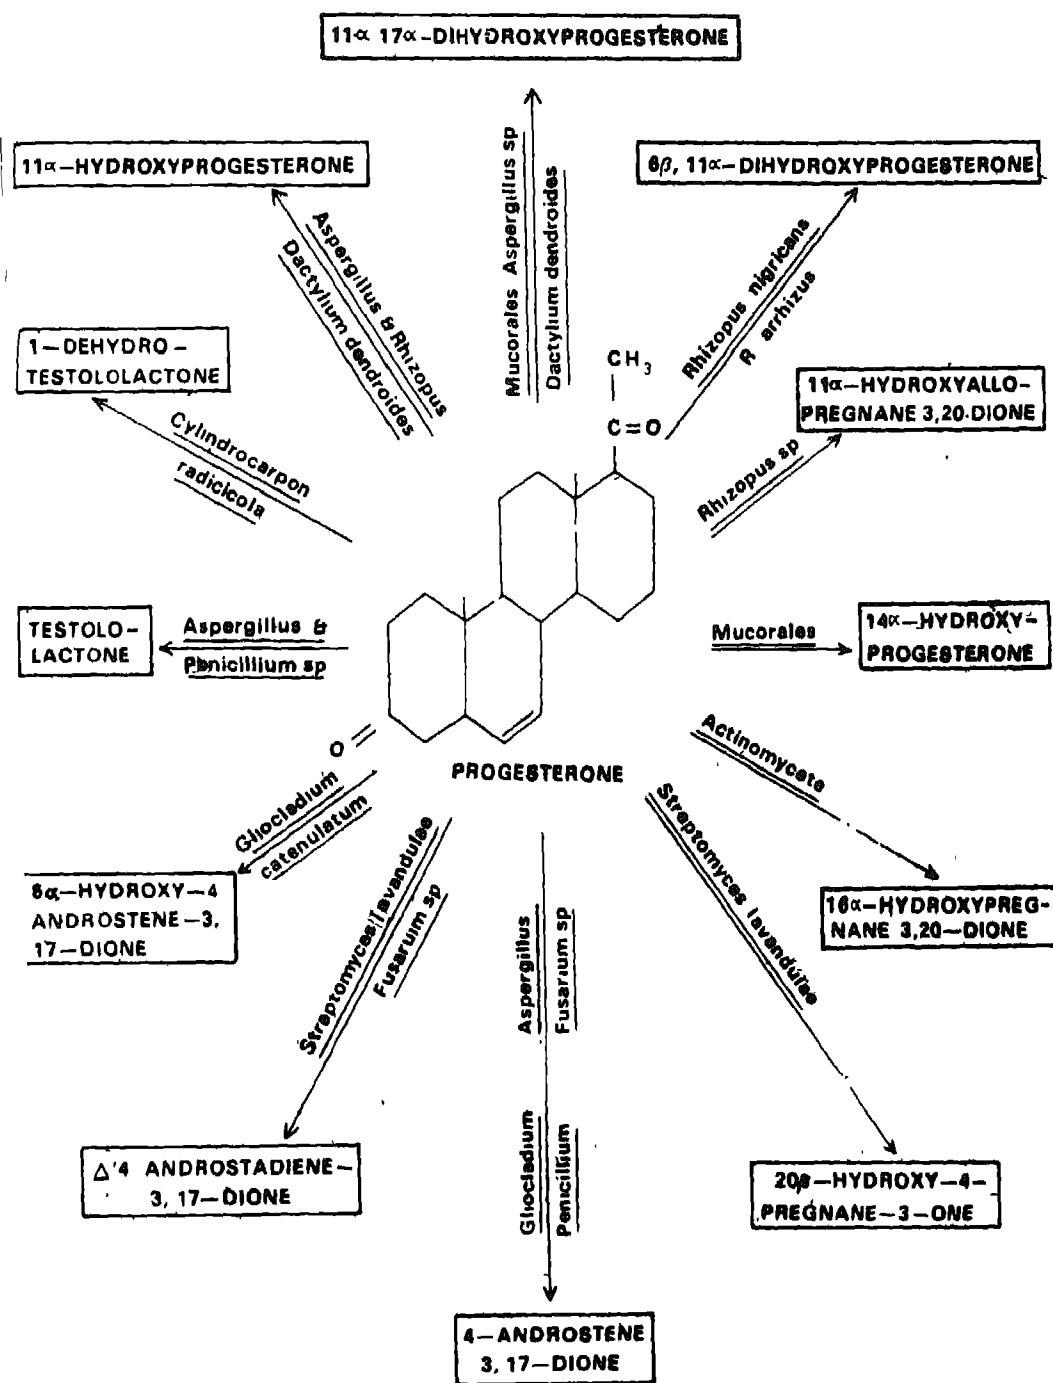 11α 17α–DIHYDROXYPROGESTERONE
11α–HYDROXYPROGESTERONE
6β, 11α–DIHYDROXYPROGESTERONE
Mucorales Aspergillus sp
Dactylium dendroides
Aspergillus & Rhizopus
Dactylium dendroides
Rhizopus nigricans
R arrhizus
1–DEHYDRO–
TESTOLOLACTONE
CH3
C=O
11α–HYDROXYALLO-
PREGNANE 3,20-DIONE
Cylindrocarpon
radicicola
Rhizopus sp
TESTOLO–
LACTONE
Aspergillus &
Penicillium sp
Mucorales
14α–HYDROXY–
PROGESTERONE
O
PROGESTERONE
Actinomycete
Gliocladium
catenulatum
6α–HYDROXY–4
ANDROSTENE–3,
17–DIONE
Streptomyces lavandulae
Fusaruim sp
Aspergillus
Fusarium sp
Streptomyces lavandulae
16α–HYDROXYPREG-
NANE 3,20–DIONE
Gliocladium
Penicillium
Δ'4 ANDROSTADIENE–
3, 17–DIONE
20β–HYDROXY–4–
PREGNANE–3–ONE
4–ANDROSTENE
3, 17–DIONE